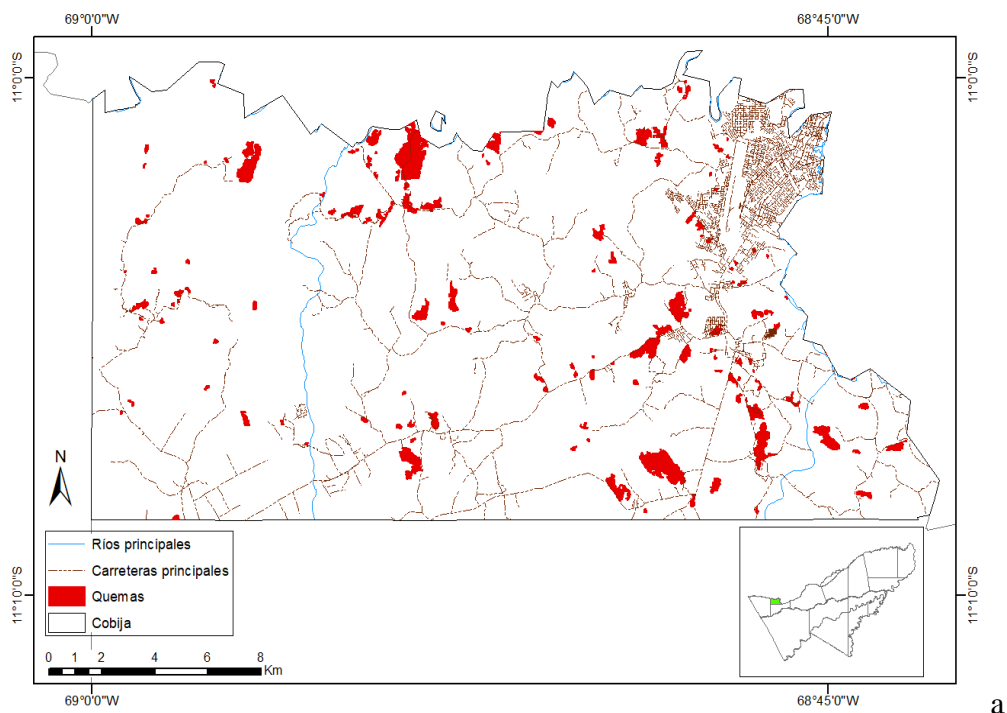 69°0'0"W 68°45'0"W
11°0'0"S 11°0'0"S
N
Ríos principales
Carreteras principales
Quemas
Cobija
11°10'0"S 11°10'0"S
0 1 2 4 6 8
Km
69°0'0"W 68°45'0"W
a